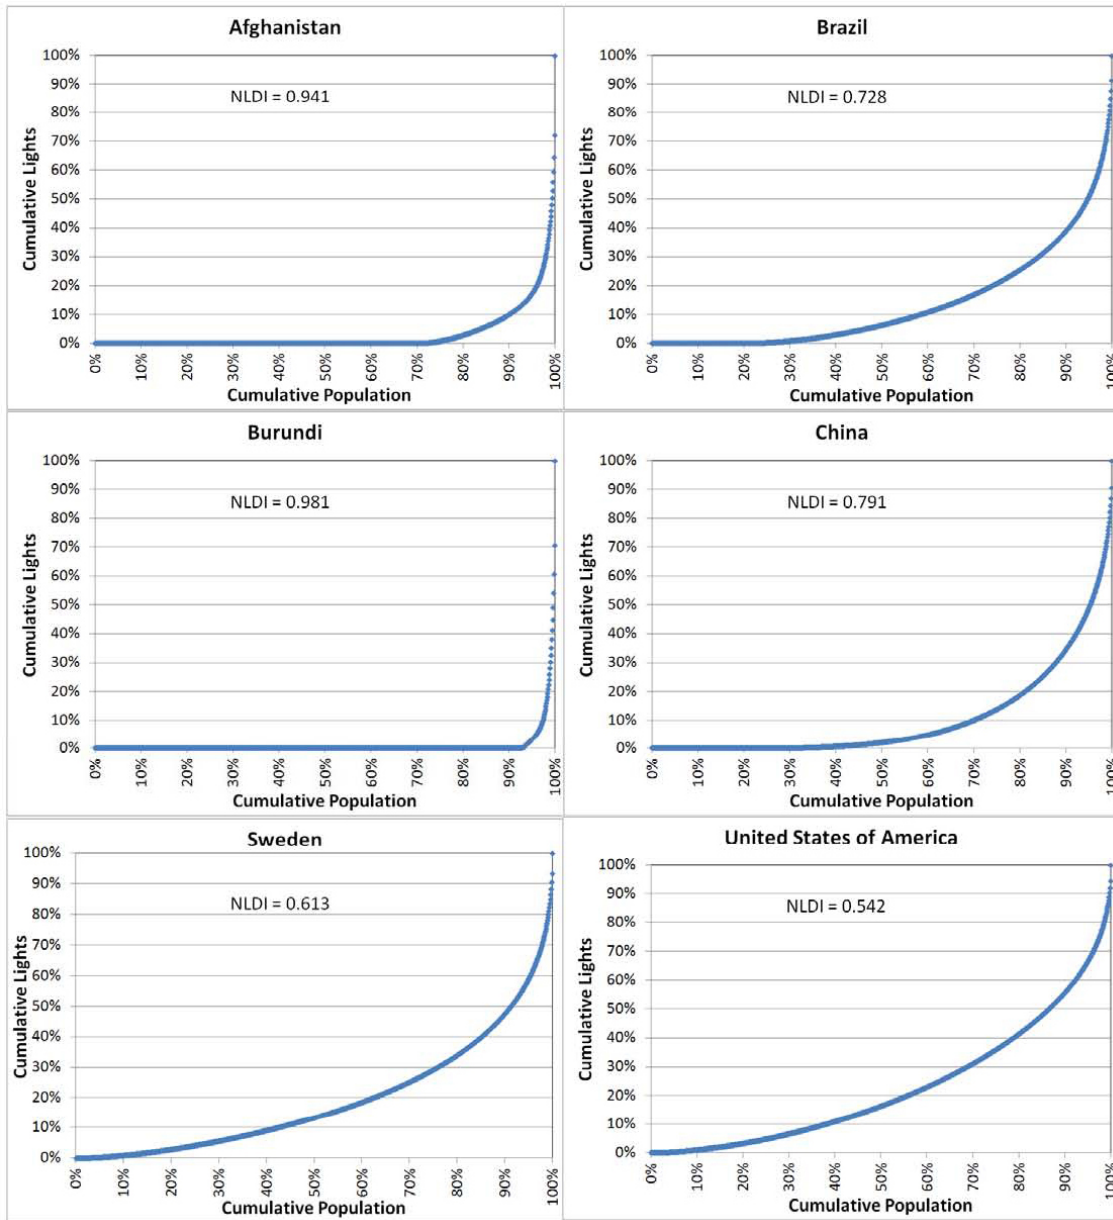 Afghanistan
100%
90%
80%
70%
60%
50%
40%
30%
20%
10%
0%
Cumulative Lights
NLDI = 0.941
0% 10% 20% 30% 40% 50% 60% 70% 80% 90% 100%
Cumulative Population
Brazil
100%
90%
80%
70%
60%
50%
40%
30%
20%
10%
0%
Cumulative Lights
NLDI = 0.728
0% 10% 20% 30% 40% 50% 60% 70% 80% 90% 100%
Cumulative Population
Burundi
100%
90%
80%
70%
60%
50%
40%
30%
20%
10%
0%
Cumulative Lights
NLDI = 0.981
0% 10% 20% 30% 40% 50% 60% 70% 80% 90% 100%
Cumulative Population
China
100%
90%
80%
70%
60%
50%
40%
30%
20%
10%
0%
Cumulative Lights
NLDI = 0.791
0% 10% 20% 30% 40% 50% 60% 70% 80% 90% 100%
Cumulative Population
Sweden
100%
90%
80%
70%
60%
50%
40%
30%
20%
10%
0%
Cumulative Lights
NLDI = 0.613
0% 10% 20% 30% 40% 50% 60% 70% 80% 90% 100%
Cumulative Population
United States of America
100%
90%
80%
70%
60%
50%
40%
30%
20%
10%
0%
Cumulative Lights
NLDI = 0.542
0% 10% 20% 30% 40% 50% 60% 70% 80% 90% 100%
Cumulative Population